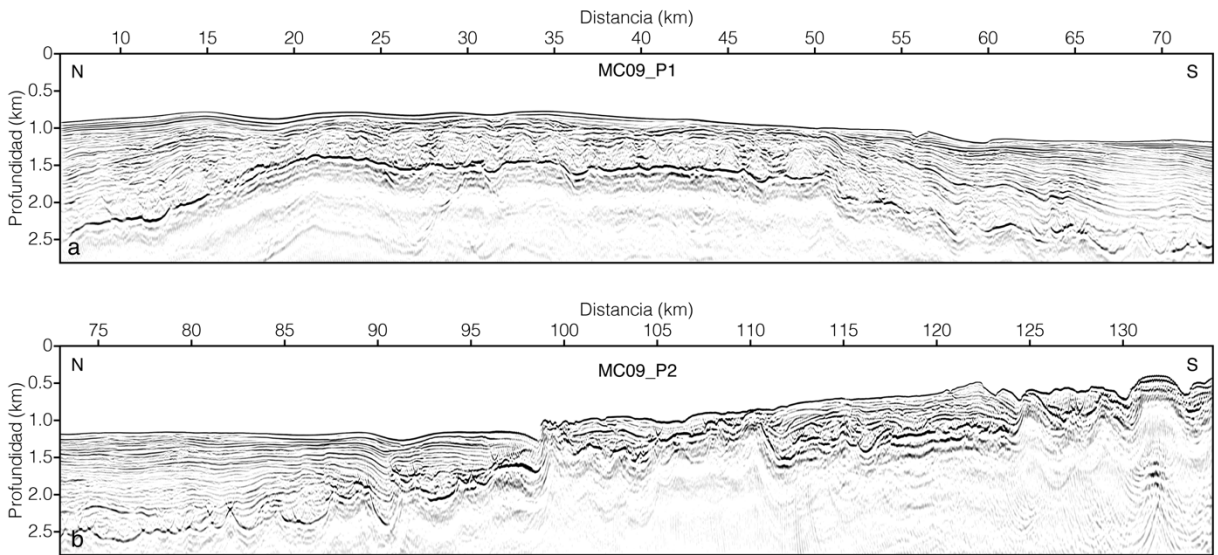 Distancia (km)
10 15 20 25 30 35 40 45 50 55 60 65 70
0
N MC09_P1 S
0.5
1.0
1.5
2.0
2.5
Profundidad (km)
a
Distancia (km)
75 80 85 90 95 100 105 110 115 120 125 130
0
N MC09_P2 S
0.5
1.0
1.5
2.0
2.5
Profundidad (km)
b